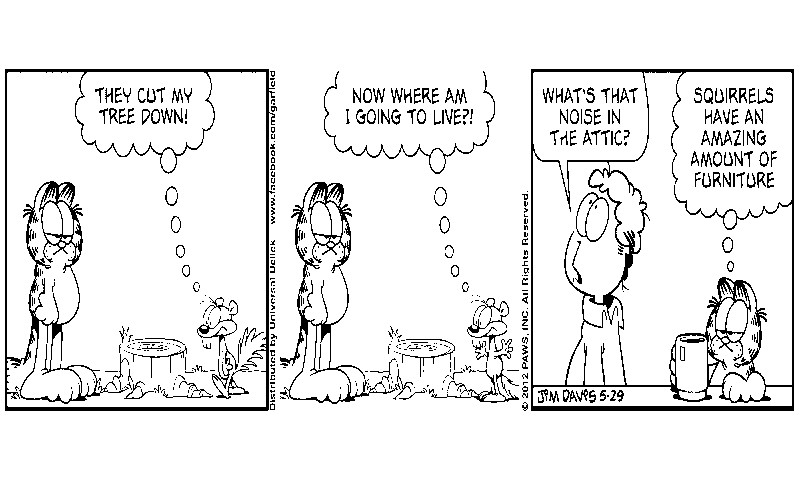 THEY CUT MY
TREE DOWN!
www.facebook.com/garfield
Distributed by Universal Uclick
NOW WHERE AM
I GOING TO LIVE?!
© 2012 PAWS, INC. All Rights Reserved.
WHAT'S THAT
NOISE IN
THE ATTIC?
SQUIRRELS
HAVE AN
AMAZING
AMOUNT OF
FURNITURE
JIM DAVIS 5-29